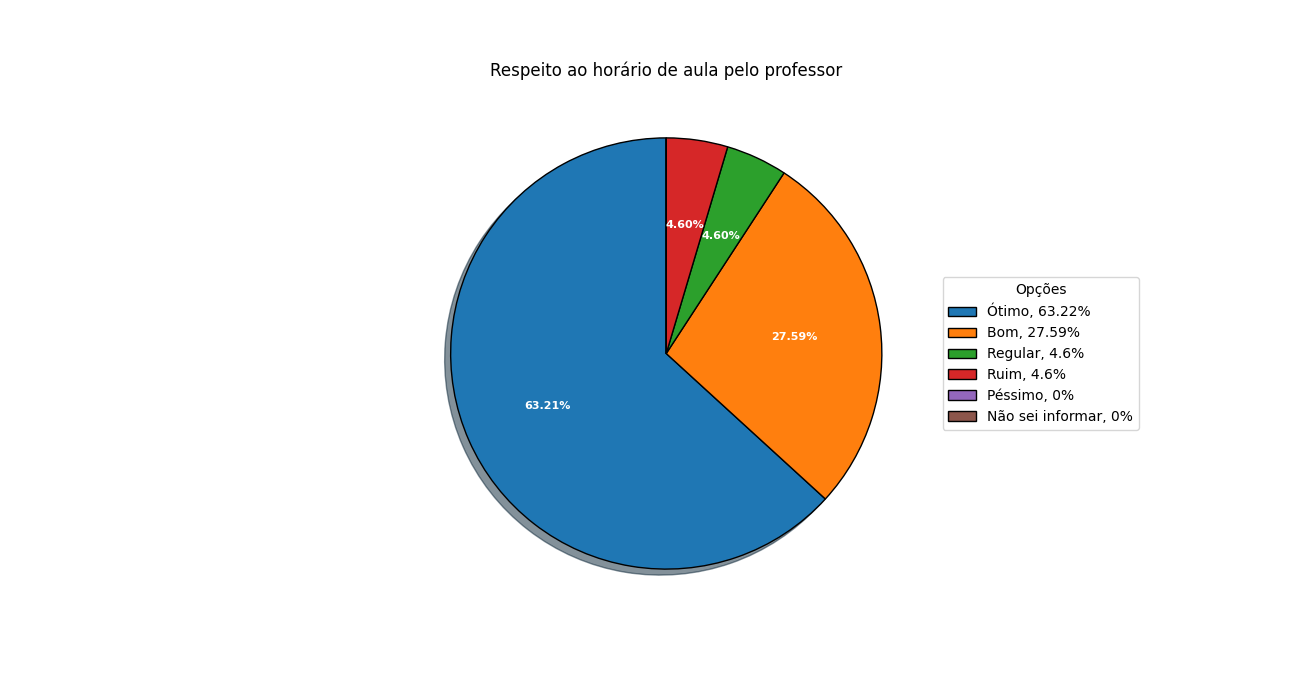 Respeito ao horário de aula pelo professor
4.60%
4.60%
27.59%
63.21%
Opções
Ótimo, 63.22%
Bom, 27.59%
Regular, 4.6%
Ruim, 4.6%
Péssimo, 0%
Não sei informar, 0%